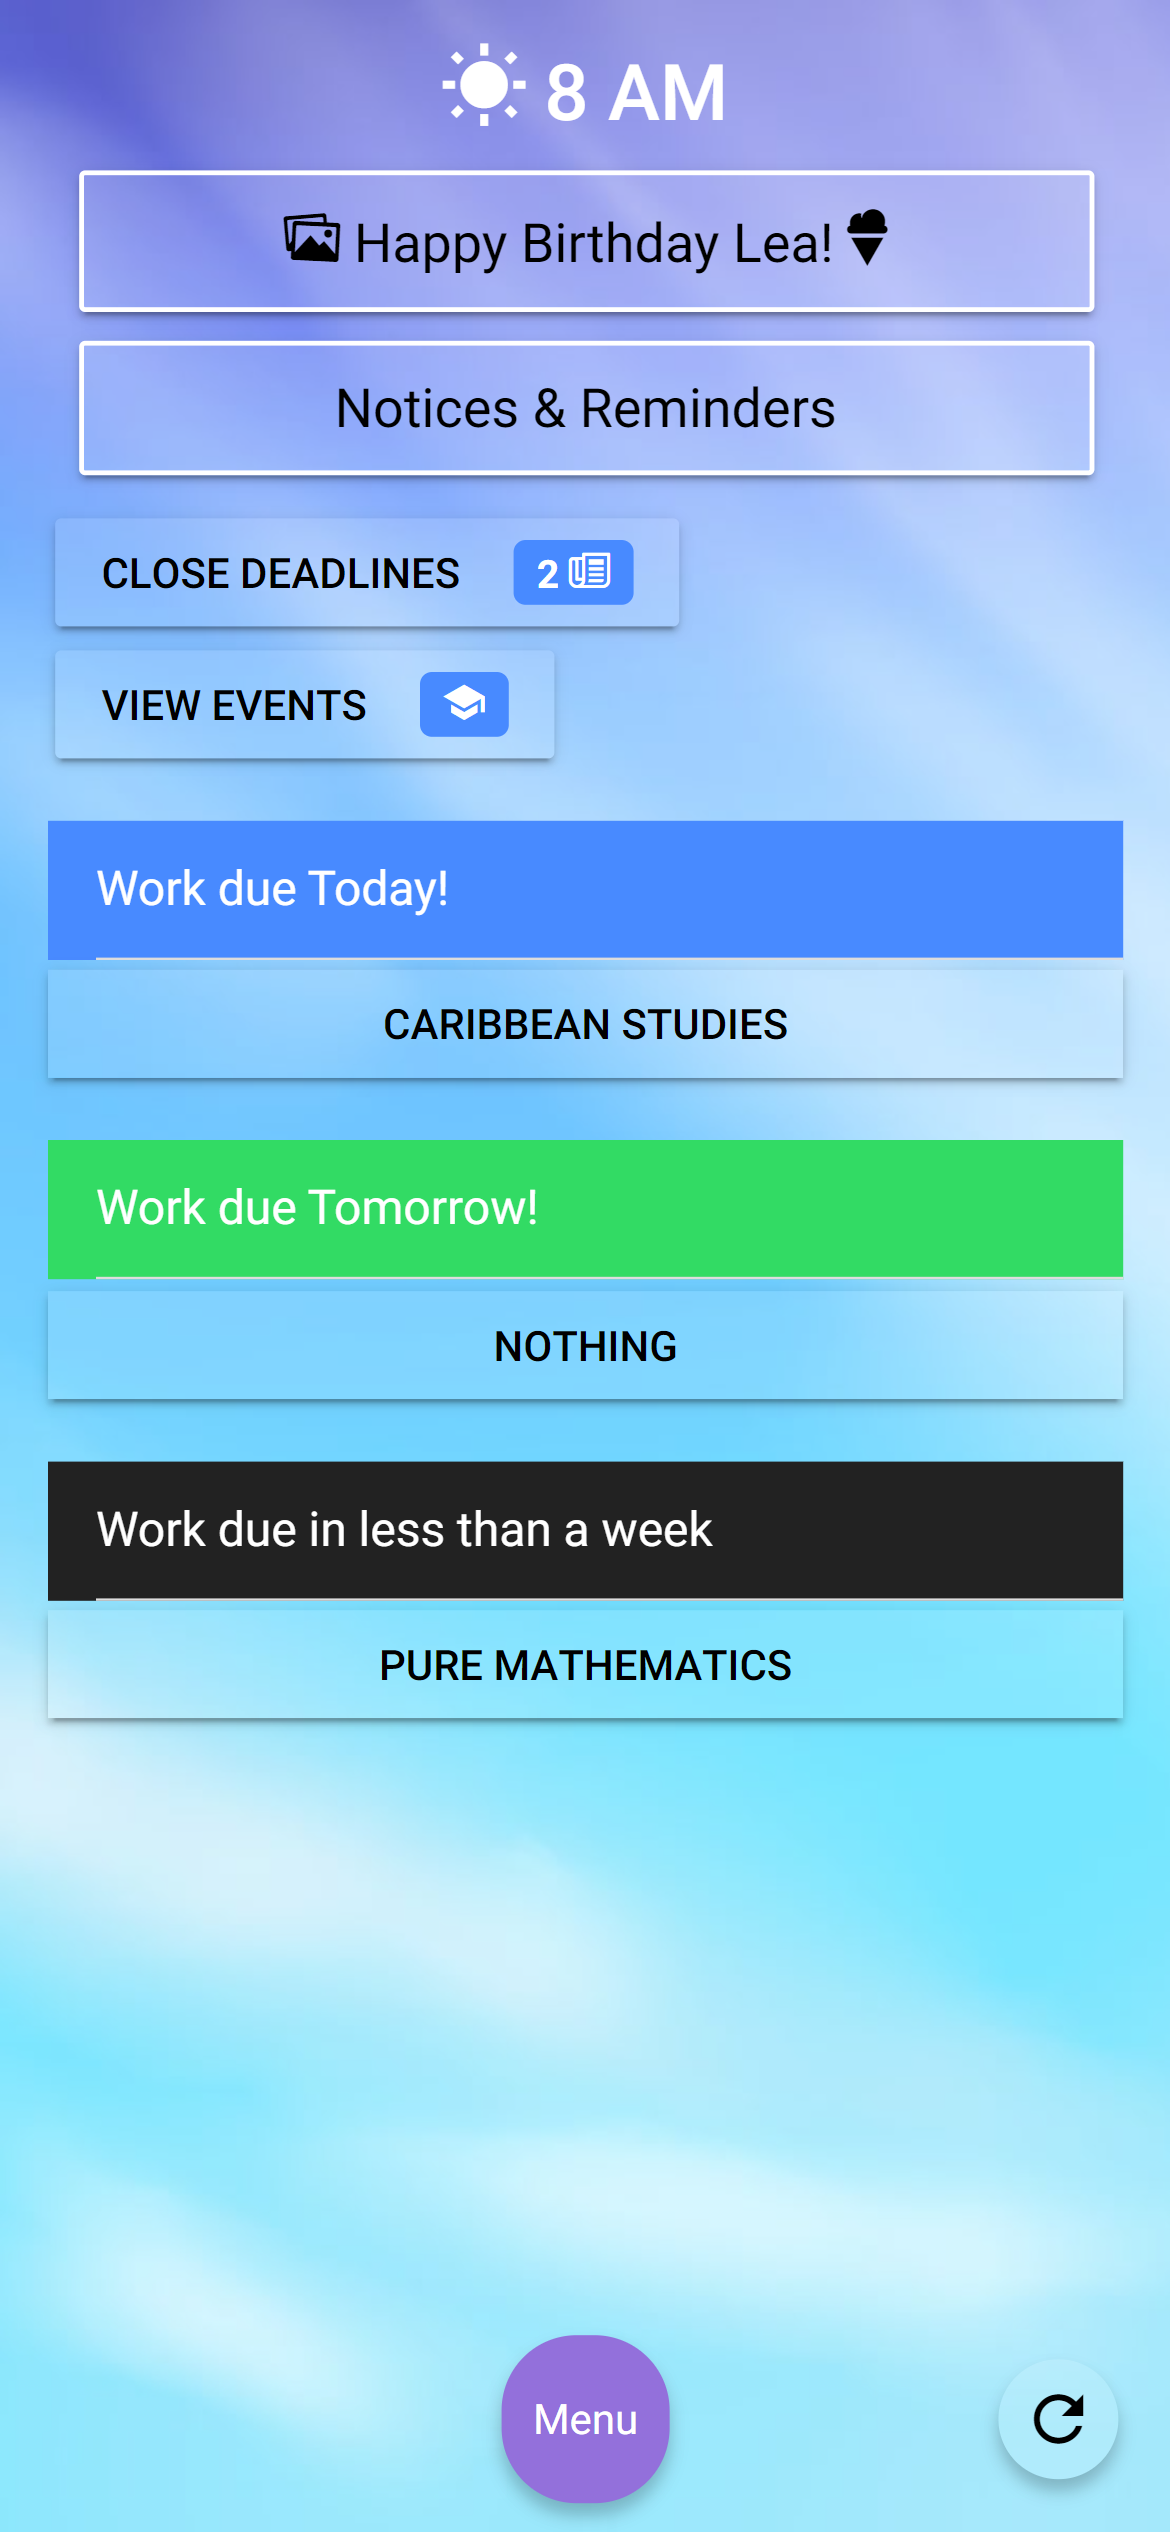 8 AM
Happy Birthday Lea!
Notices & Reminders
CLOSE DEADLINES 2
VIEW EVENTS
Work due Today!
CARIBBEAN STUDIES
Work due Tomorrow!
NOTHING
Work due in less than a week
PURE MATHEMATICS
Menu